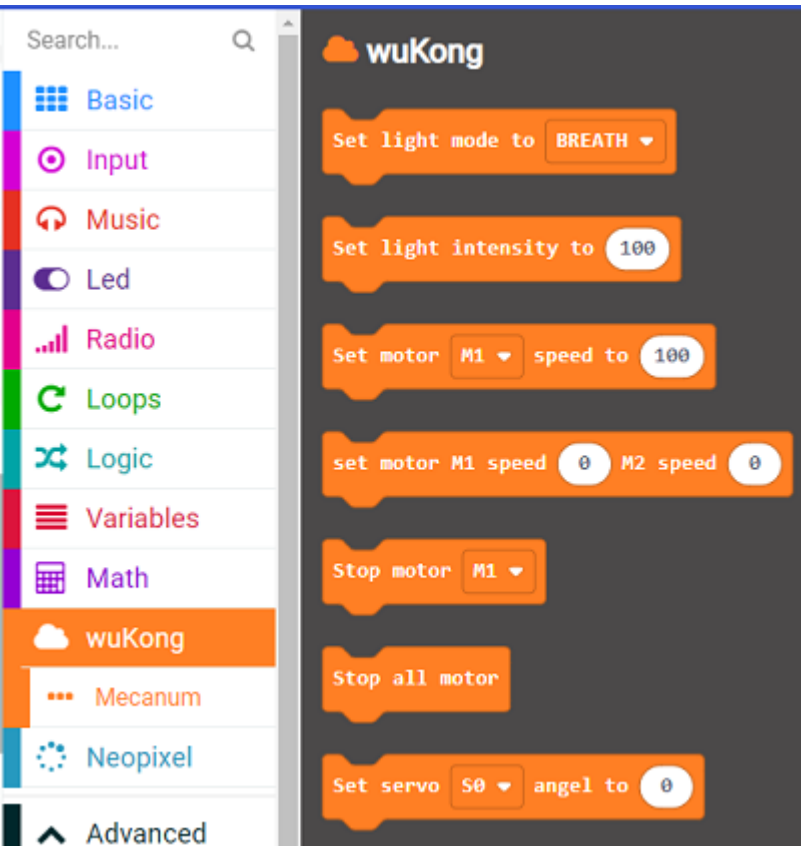 Search...
Basic
Input
Music
Led
Radio
Loops
Logic
Variables
Math
wuKong
Mecanum
Neopixel
Advanced
wuKong
Set light mode to BREATH
Set light intensity to 100
Set motor M1 speed to 100
set motor M1 speed 0 M2 speed 0
Stop motor M1
Stop all motor
Set servo S0 angel to 0